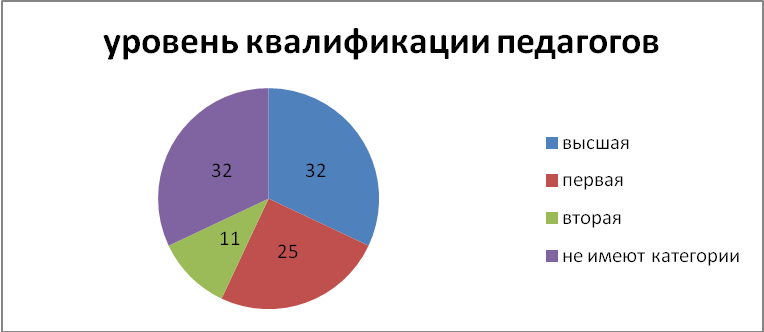 уровень квалификации педагогов
32
32
11
25
высшая
первая
вторая
не имеют категории